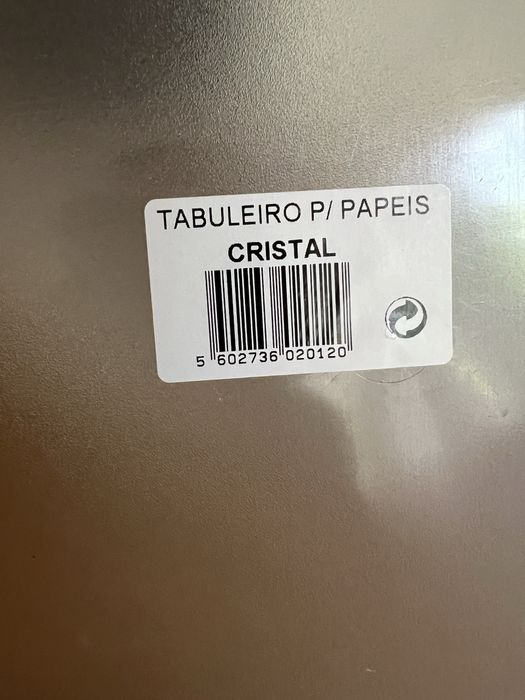 TABULEIRO P/ PAPEIS
CRISTAL
5 602736 020120